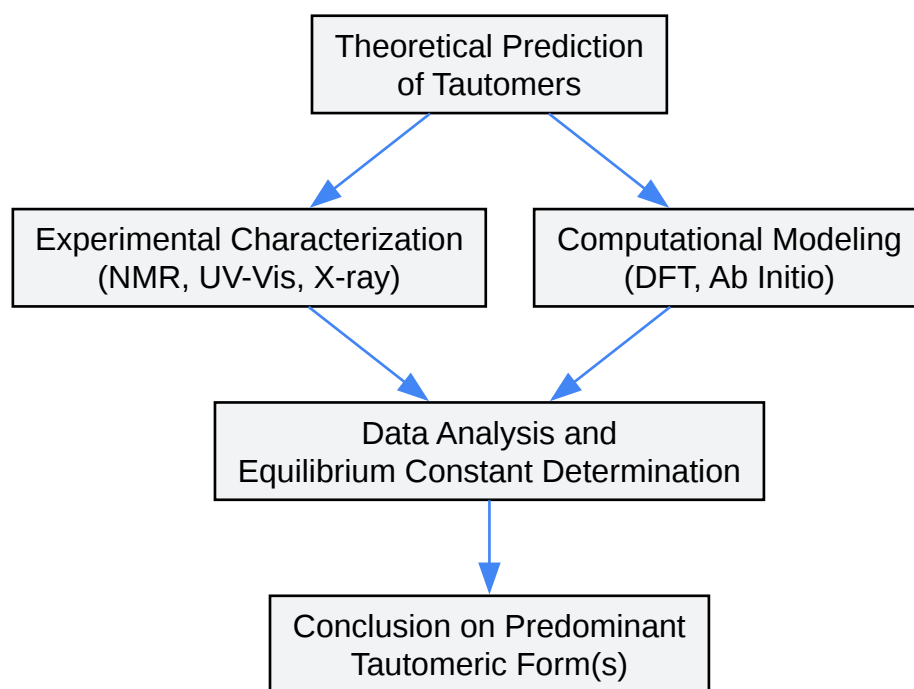 Theoretical Prediction
of Tautomers
Experimental Characterization
(NMR, UV-Vis, X-ray)
Computational Modeling
(DFT, Ab Initio)
Data Analysis and
Equilibrium Constant Determination
Conclusion on Predominant
Tautomeric Form(s)